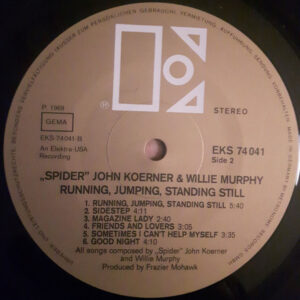 P 1969
GEMA
EKS 74 041-B
An Elektra-USA
Recording
STEREO
EKS 74 041
Side 2
„SPIDER” JOHN KOERNER & WILLIE MURPHY
RUNNING, JUMPING, STANDING STILL
1. RUNNING, JUMPING, STANDING STILL 5:40
2. SIDESTEP 4:11
3. MAGAZINE LADY 2:40
4. FRIENDS AND LOVERS 3:05
5. SOMETIMES I CAN'T HELP MYSELF 3:35
6. GOOD NIGHT 4:10
All songs composed by „Spider” John Koerner
and Willie Murphy
Produced by Frazier Mohawk